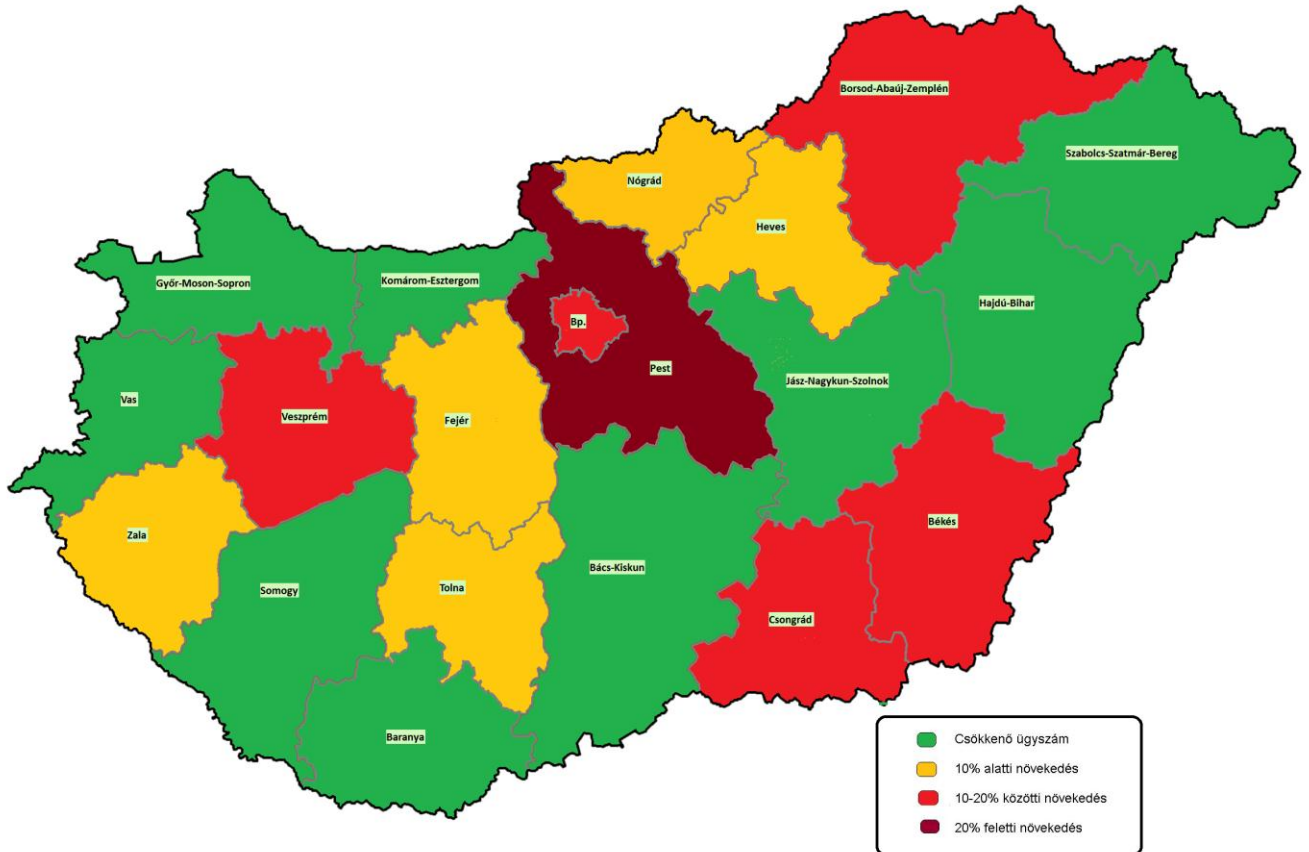 Borsod-Abaúj-Zemplén
Szabolcs-Szatmár-Bereg
Nógrád
Heves
Győr-Moson-Sopron
Komárom-Esztergom
Hajdú-Bihar
Bp.
Pest
Jász-Nagykun-Szolnok
Vas
Veszprém
Fejér
Békés
Zala
Bács-Kiskun
Somogy
Tolna
Csongrád
Baranya
Csökkenő ügyszám
10% alatti növekedés
10-20% közötti növekedés
20% feletti növekedés